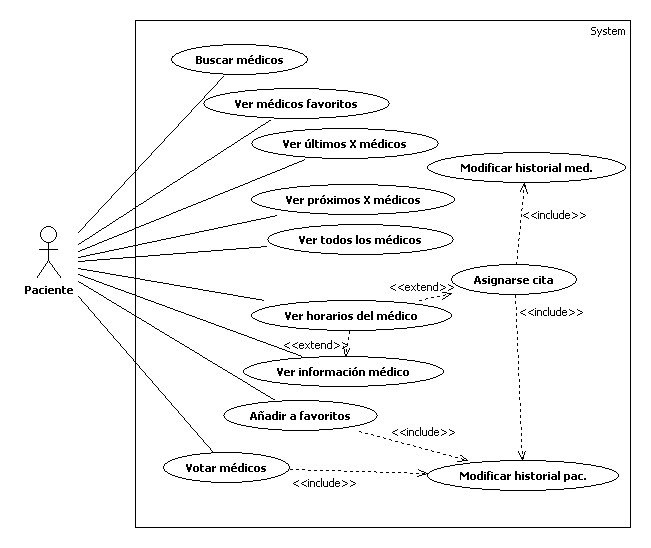 System
Buscar médicos
Ver médicos favoritos
Ver últimos X médicos
Modificar historial med.
Ver próximos X médicos
<<include>>
Ver todos los médicos
Paciente
Asignarse cita
<<extend>>
Ver horarios del médico
<<include>>
<<extend>>
Ver información médico
Añadir a favoritos
<<include>>
Votar médicos
Modificar historial pac.
<<include>>